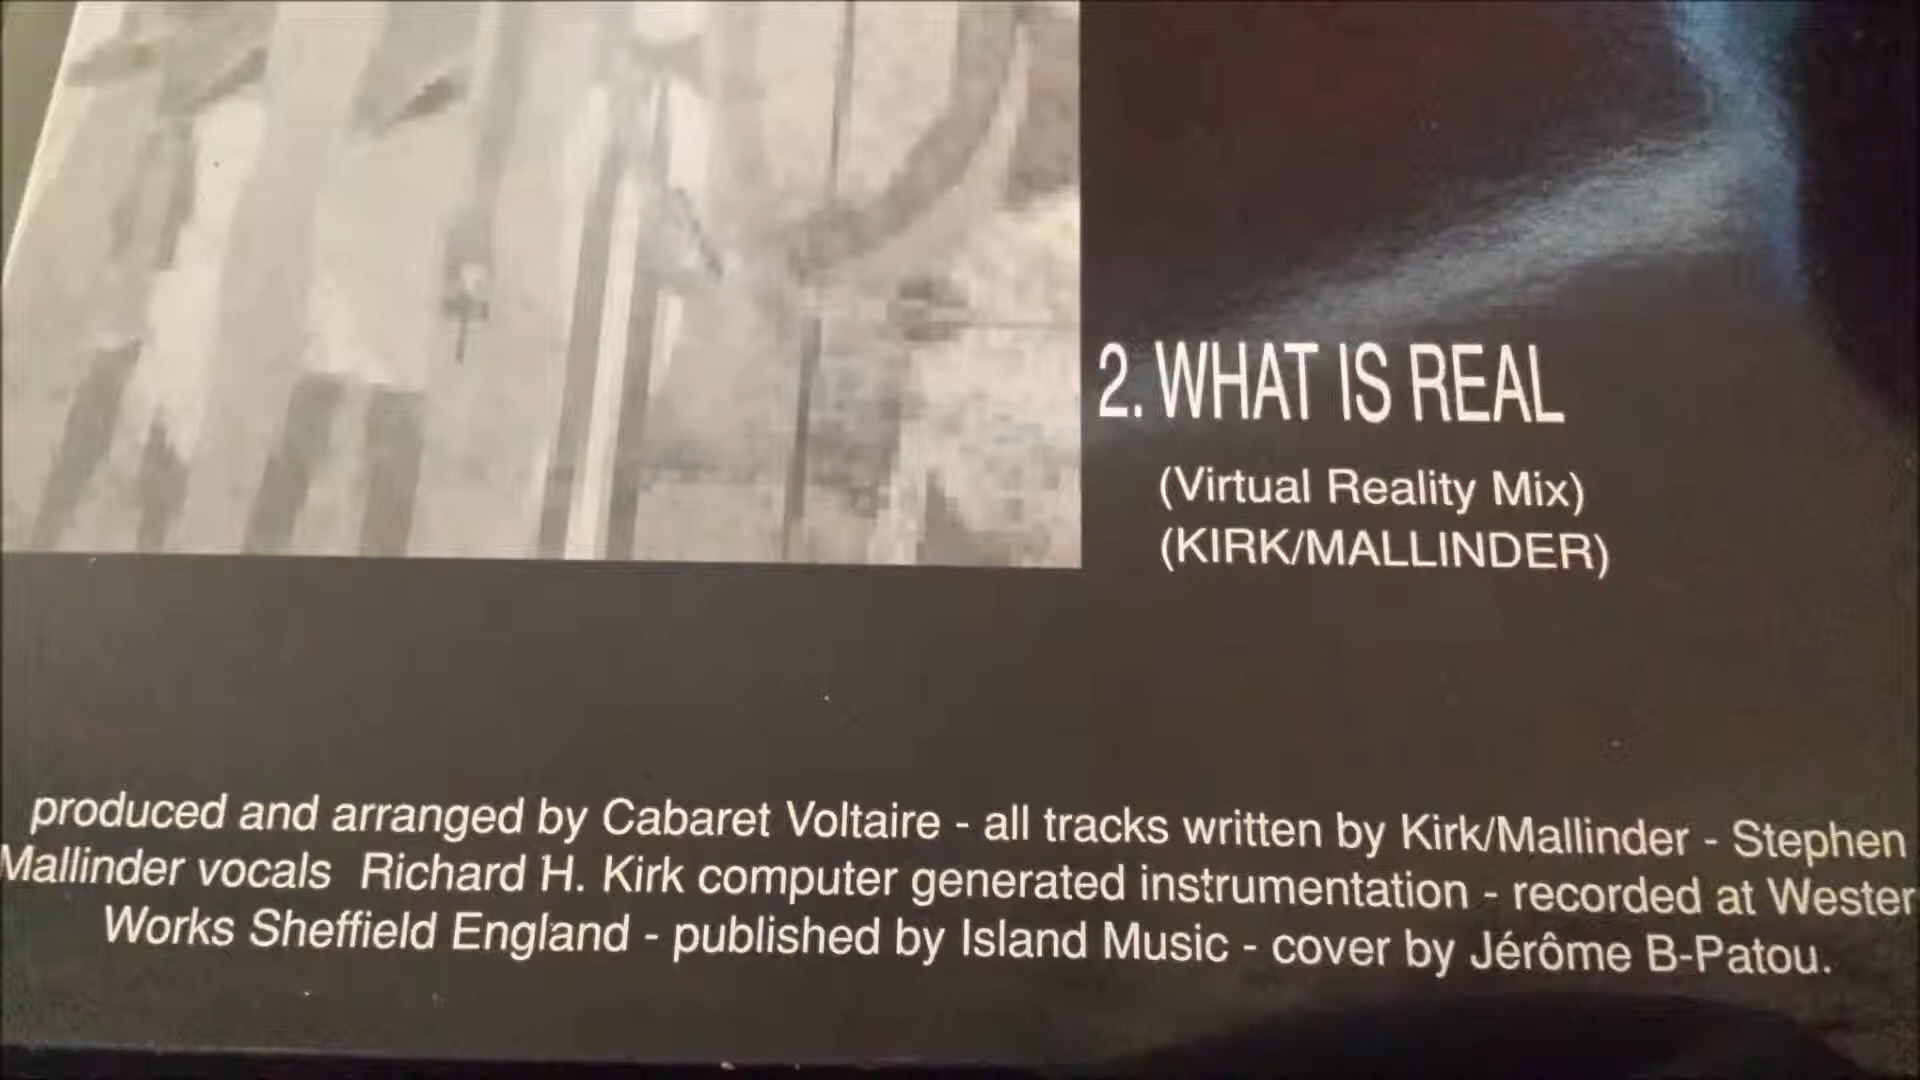 2. WHAT IS REAL
(Virtual Reality Mix)
(KIRK/MALLINDER)
produced and arranged by Cabaret Voltaire - all tracks written by Kirk/Mallinder - Stephen
Mallinder vocals Richard H. Kirk computer generated instrumentation - recorded at Wester
Works Sheffield England - published by Island Music - cover by Jérôme B-Patou.